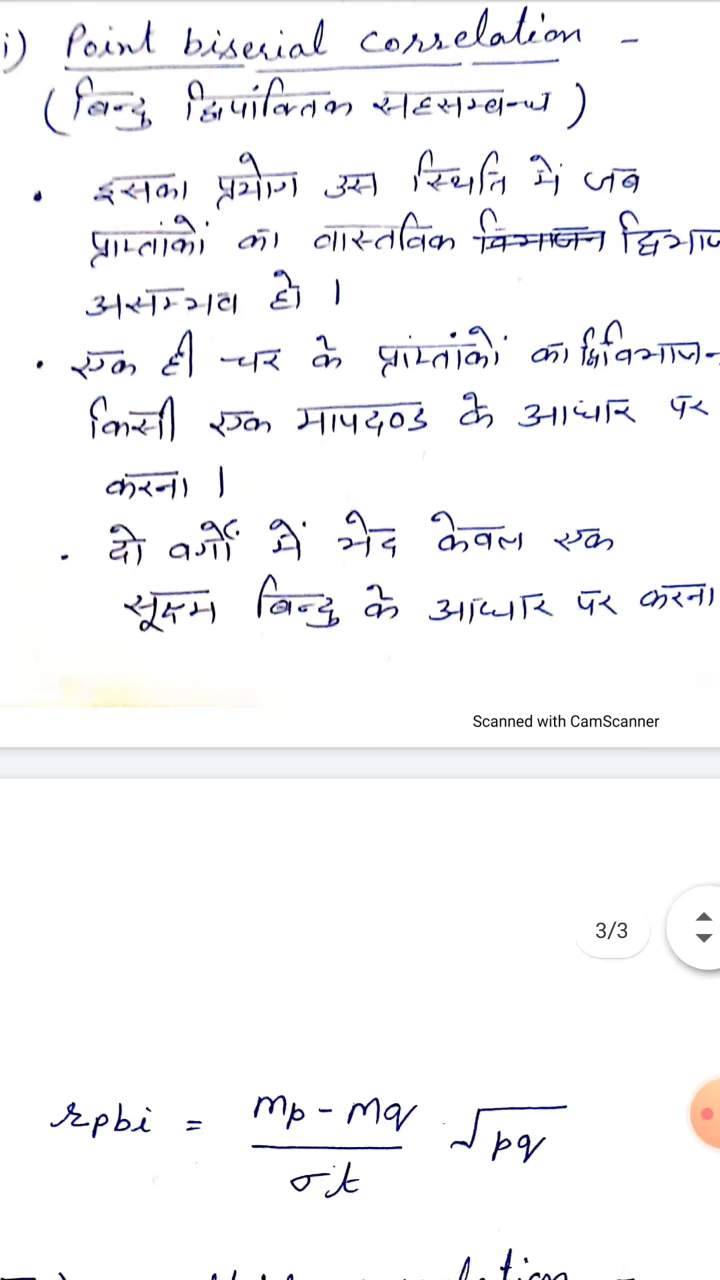 i) Point biserial correlation -
( बिन्दु द्विपांक्तिक सहसम्बन्ध )
• इसका प्रयोग उस स्थिति में जब
प्राप्तांकों का वास्तविक विभाजन द्विभाज
असम्भव हो ।
• एक ही चर के प्राप्तांकों का द्विविभाजन
किसी एक मापदण्ड के आधार पर
करना ।
• दो वर्गों में भेद केवल एक
सूक्ष्म बिन्दु के आधार पर करना
Scanned with CamScanner
3/3
rpbi = Mp - Mq / σt √pq